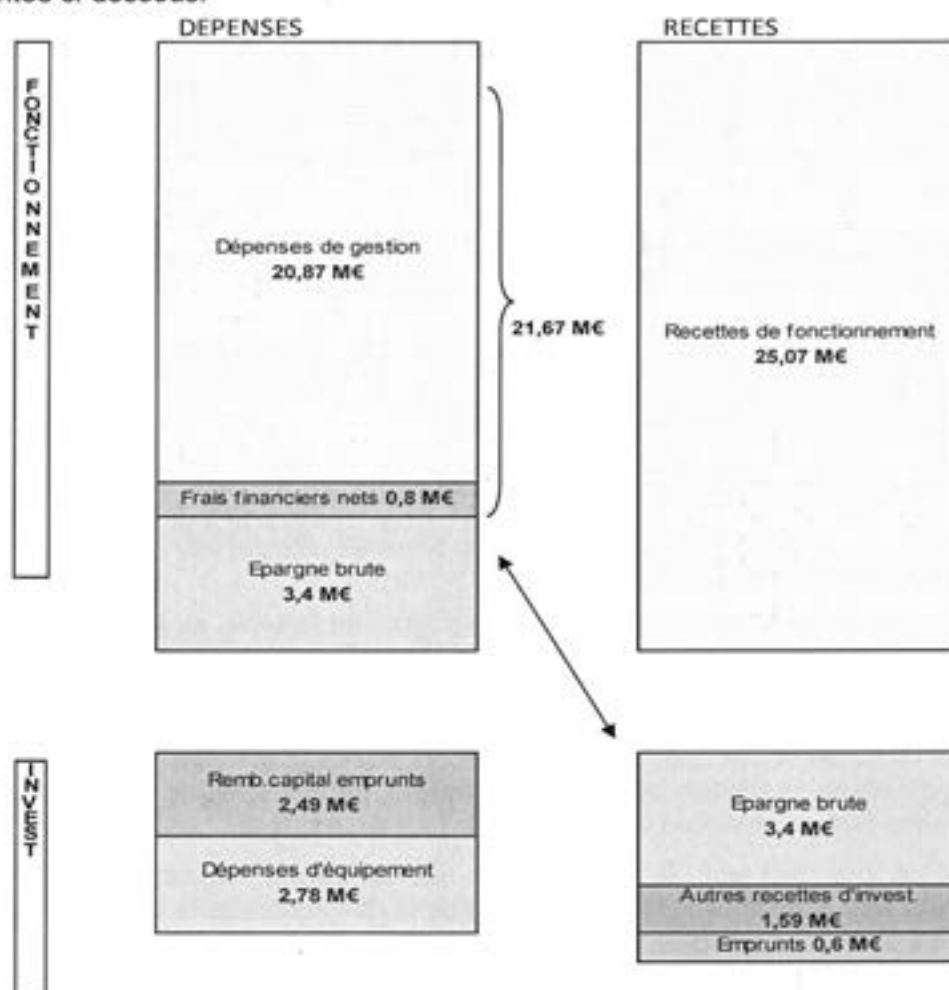 DEPENSES
RECETTES
FONCTIONNEMENT
Dépenses de gestion
20,87 M€
21,67 M€
Recettes de fonctionnement
25,07 M€
Frais financiers nets 0,8 M€
Epargne brute
3,4 M€
INVEST
Remb.capital emprunts
2,49 M€
Dépenses d'équipement
2,78 M€
Epargne brute
3,4 M€
Autres recettes d'invest.
1,59 M€
Emprunts 0,6 M€